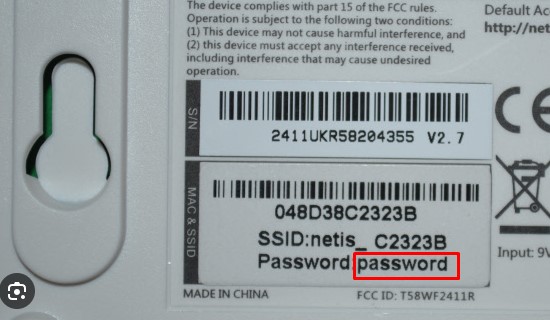 The device complies with part 15 of the FCC rules.
Operation is subject to the following two conditions:
(1) This device may not cause harmful interference, and
(2) this device must accept any interference received,
including interference that may cause undesired
operation.
Default Ac
http://net
S/N
2411UKR58204355 V2.7
CE
MAC & SSID
048D38C2323B
SSID:netis_ C2323B
Password:password
Input: 9V
MADE IN CHINA
FCC ID: T58WF2411R